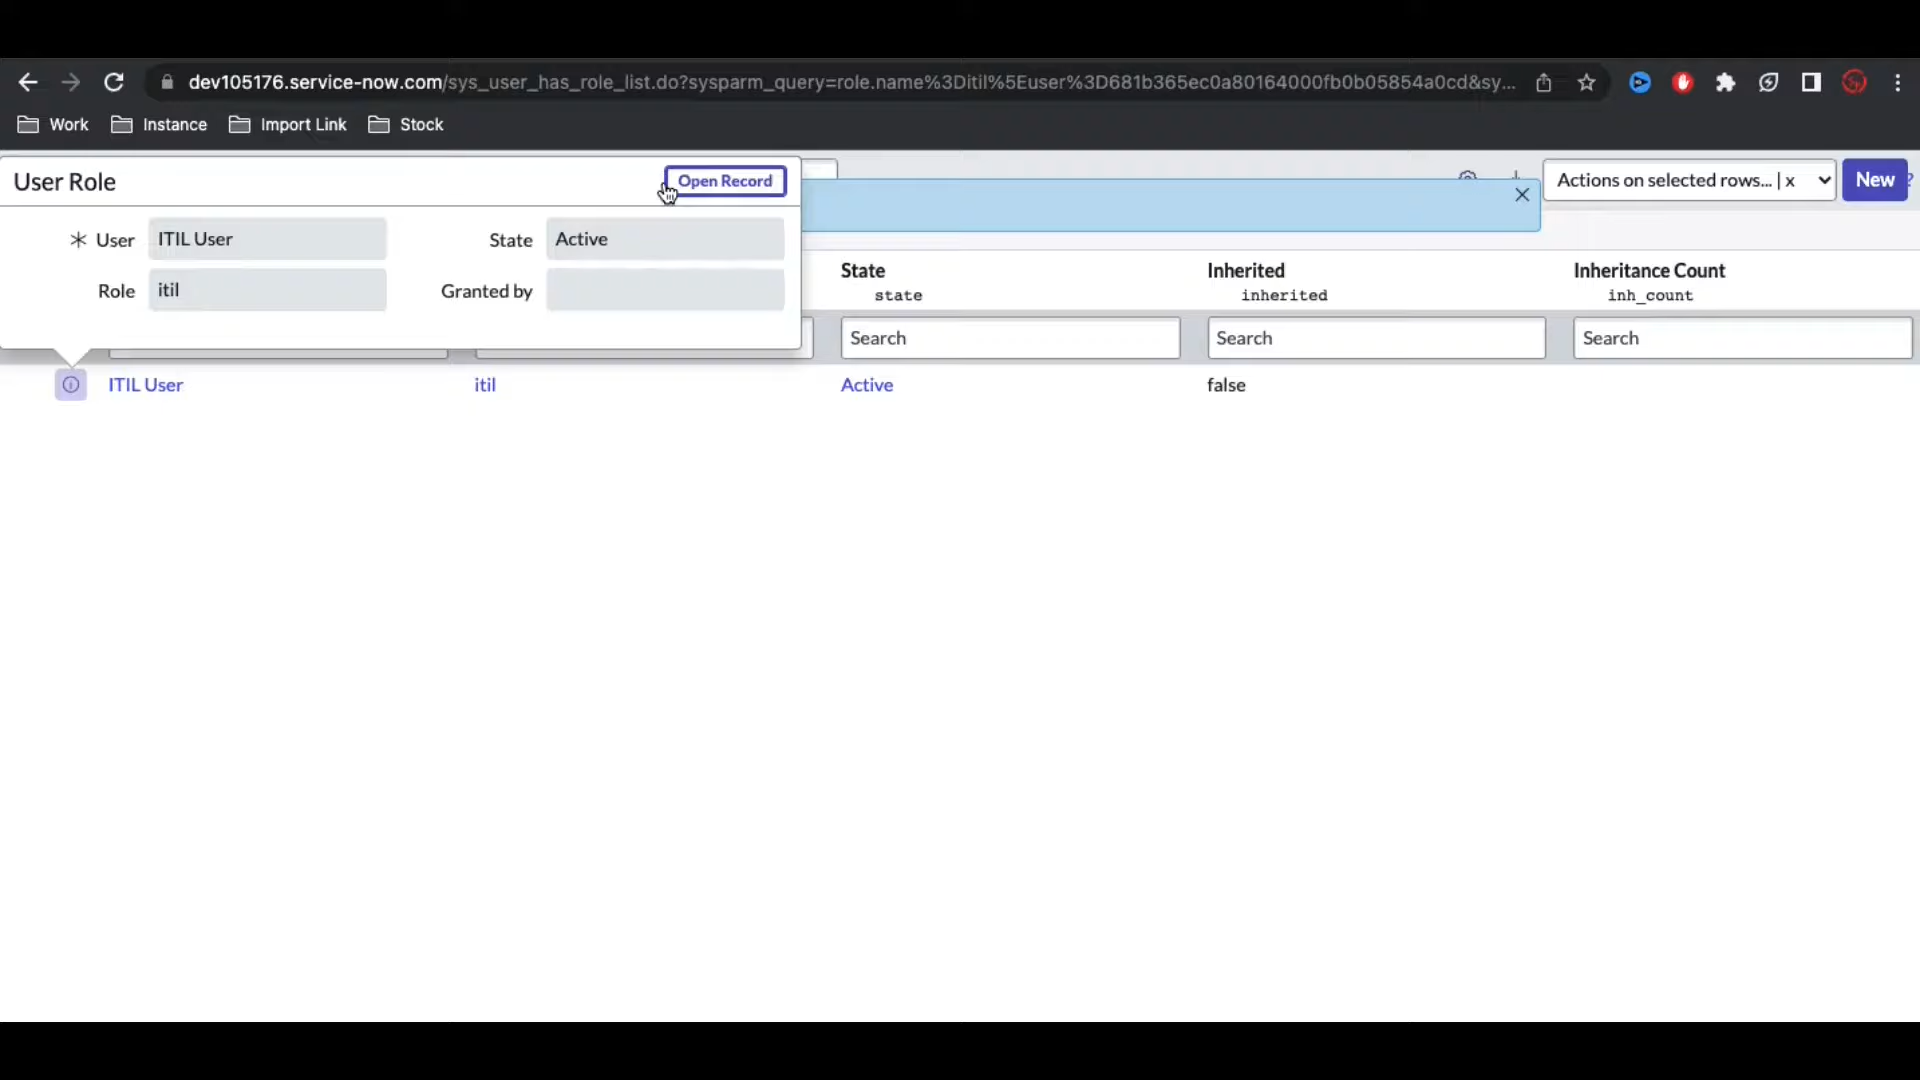 dev105176.service-now.com/sys_user_has_role_list.do?sysparm_query=role.name%3Ditil%5Euser%3D681b365ec0a80164000fb0b05854a0cd&sy...
Work Instance Import Link Stock
User Role Open Record
Actions on selected rows... | x New ?
User ITIL User State Active
Role itil Granted by
State Inherited Inheritance Count
state inherited inh_count
Search Search Search
ITIL User itil Active false